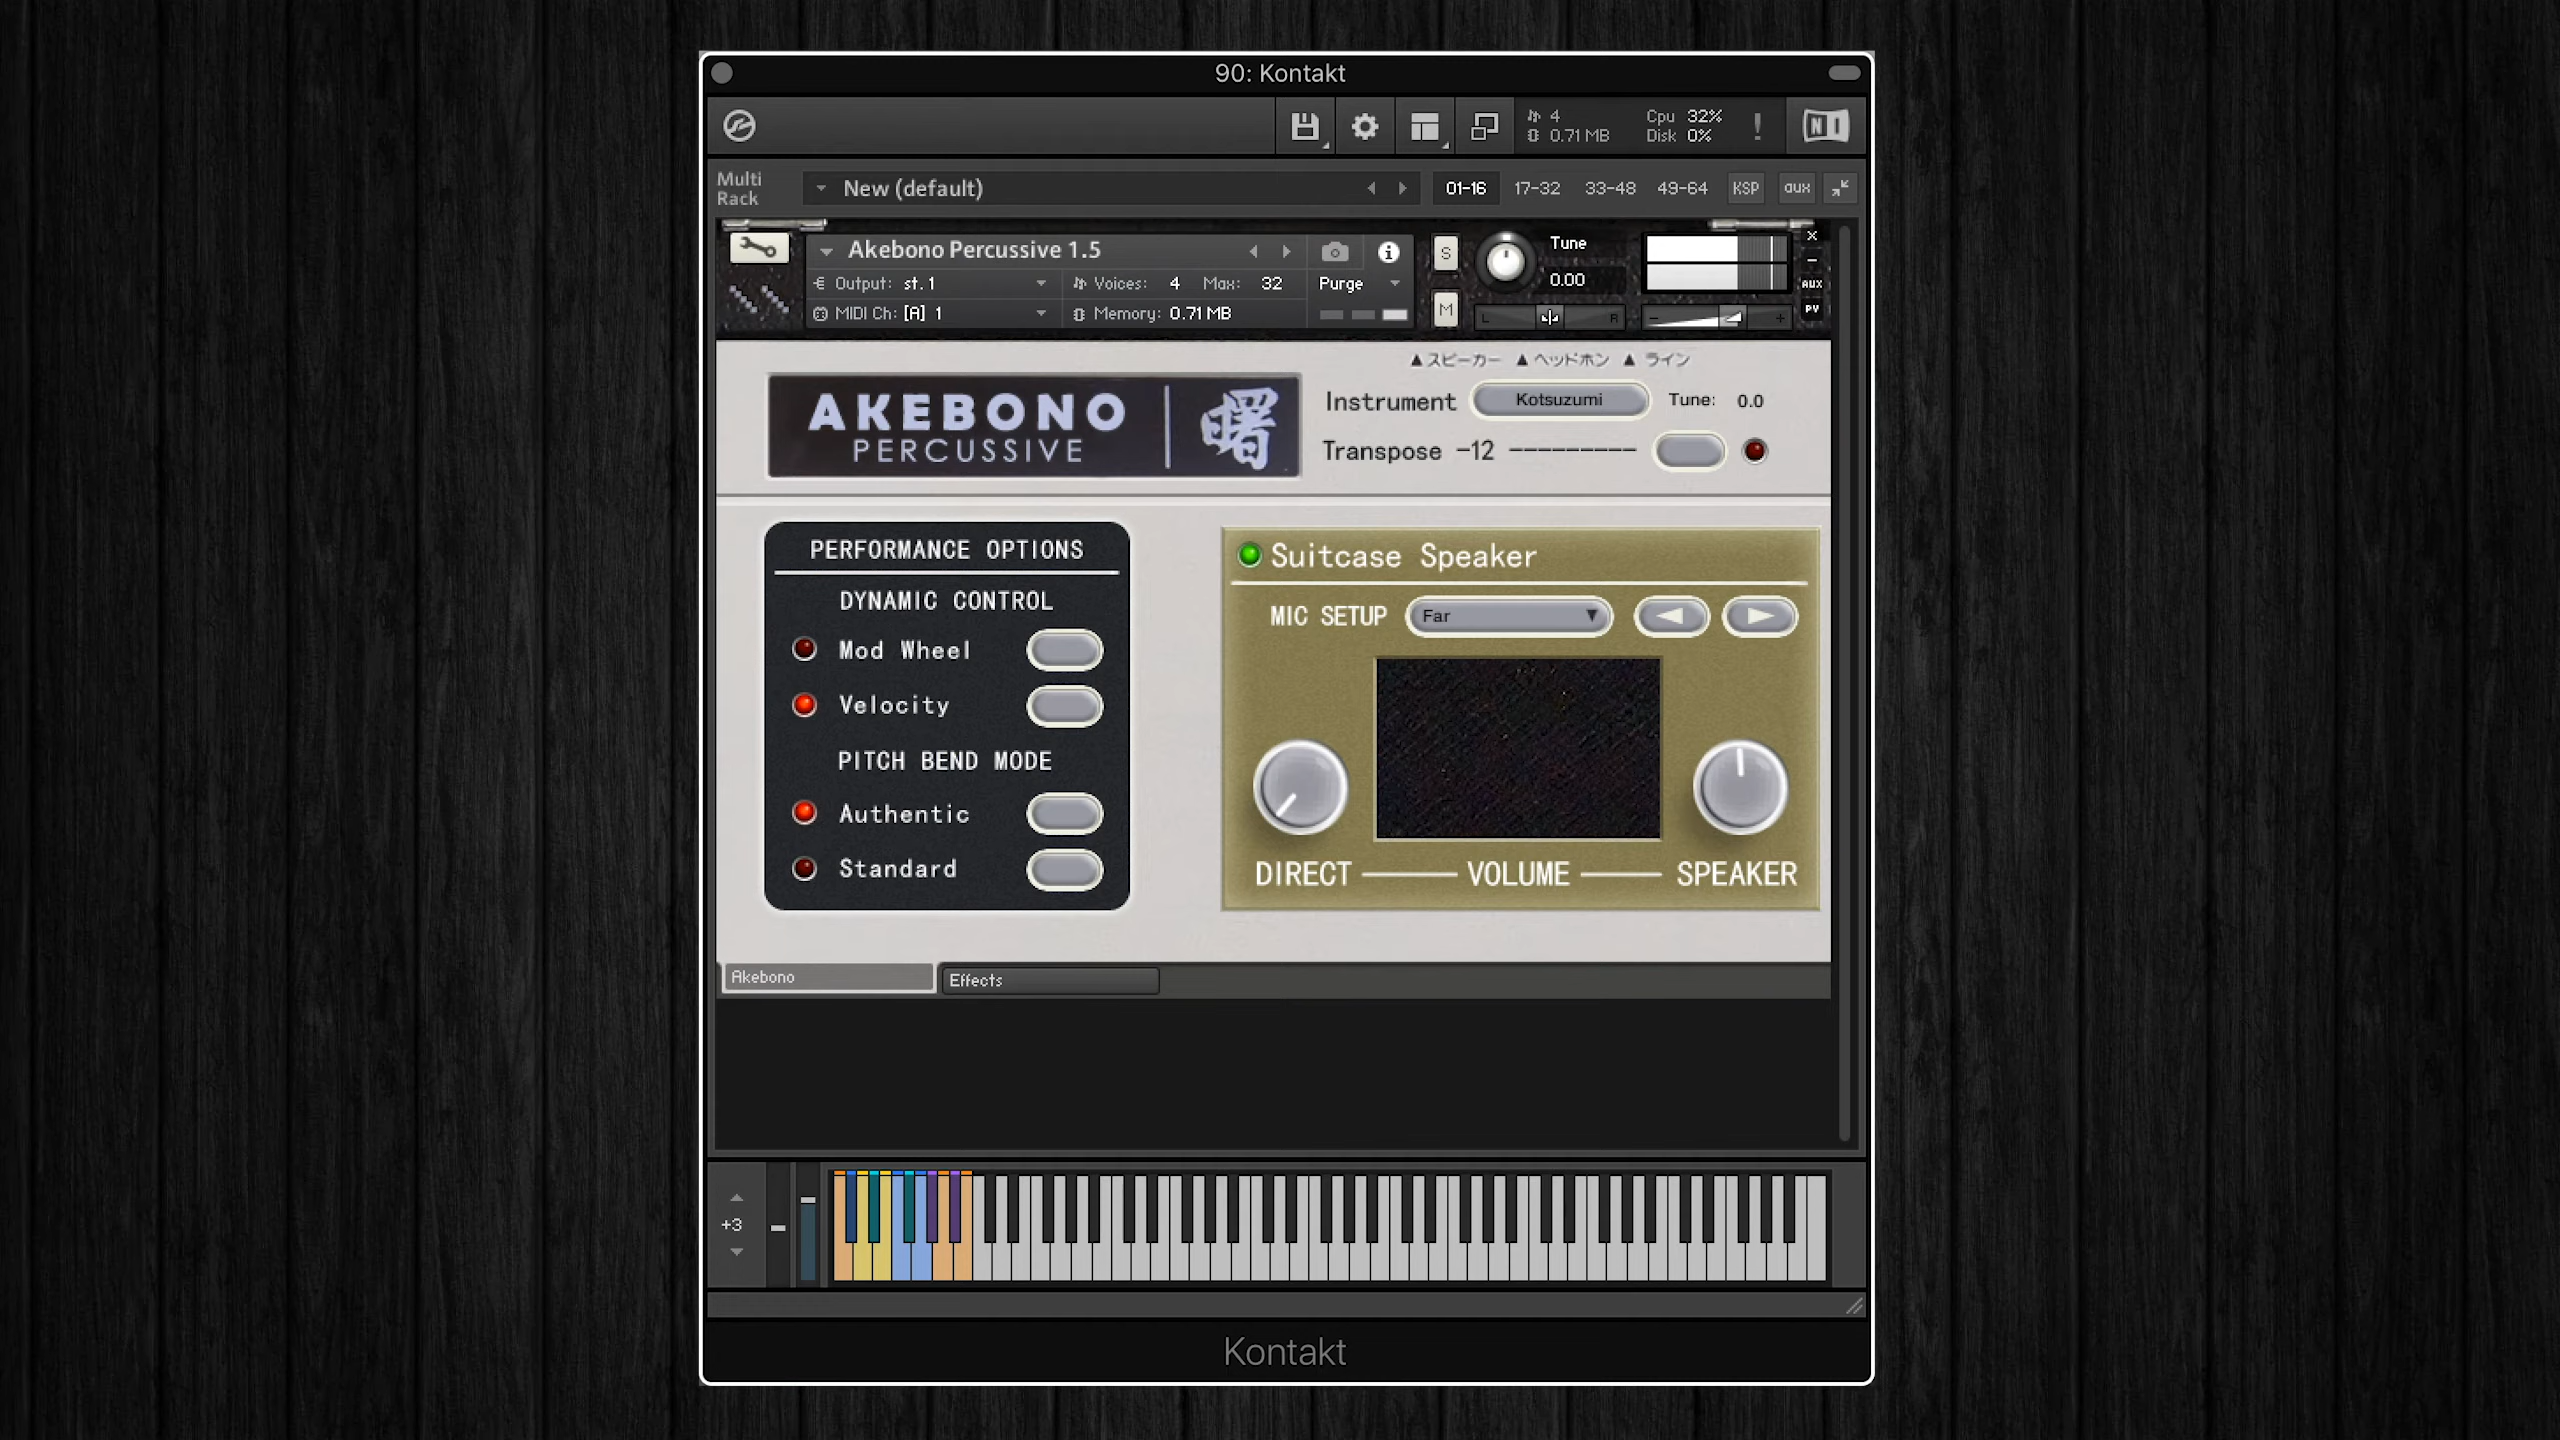 90: Kontakt
4
0.71 MB
Cpu 32%
Disk 0%
!
NI
Multi Rack
New (default)
01-16 17-32 33-48 49-64 KSP aux
Akebono Percussive 1.5
Output: st. 1
Voices: 4 Max: 32
Purge
MIDI Ch: [A] 1
Memory: 0.71 MB
S
M
Tune
0.00
L R
- +
x
-
AUX
PV
▲スピーカー ▲ヘッドホン ▲ ライン
AKEBONO
PERCUSSIVE
曙
Instrument Kotsuzumi Tune: 0.0
Transpose -12 ---------
PERFORMANCE OPTIONS
DYNAMIC CONTROL
Mod Wheel
Velocity
PITCH BEND MODE
Authentic
Standard
Suitcase Speaker
MIC SETUP Far
DIRECT VOLUME SPEAKER
Akebono Effects
+3
Kontakt